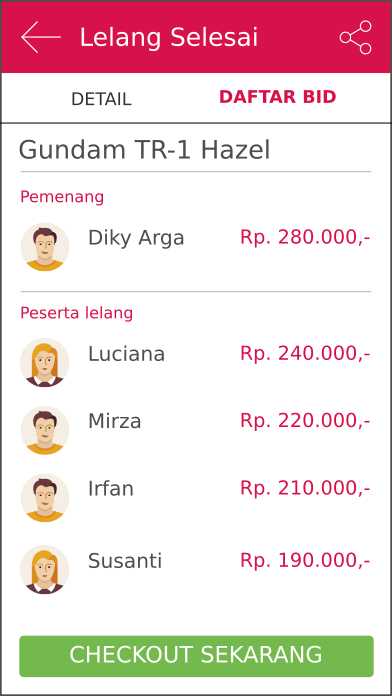 Lelang Selesai
DETAIL DAFTAR BID
Gundam TR-1 Hazel
Pemenang
Diky Arga Rp. 280.000,-
Peserta lelang
Luciana Rp. 240.000,-
Mirza Rp. 220.000,-
Irfan Rp. 210.000,-
Susanti Rp. 190.000,-
CHECKOUT SEKARANG